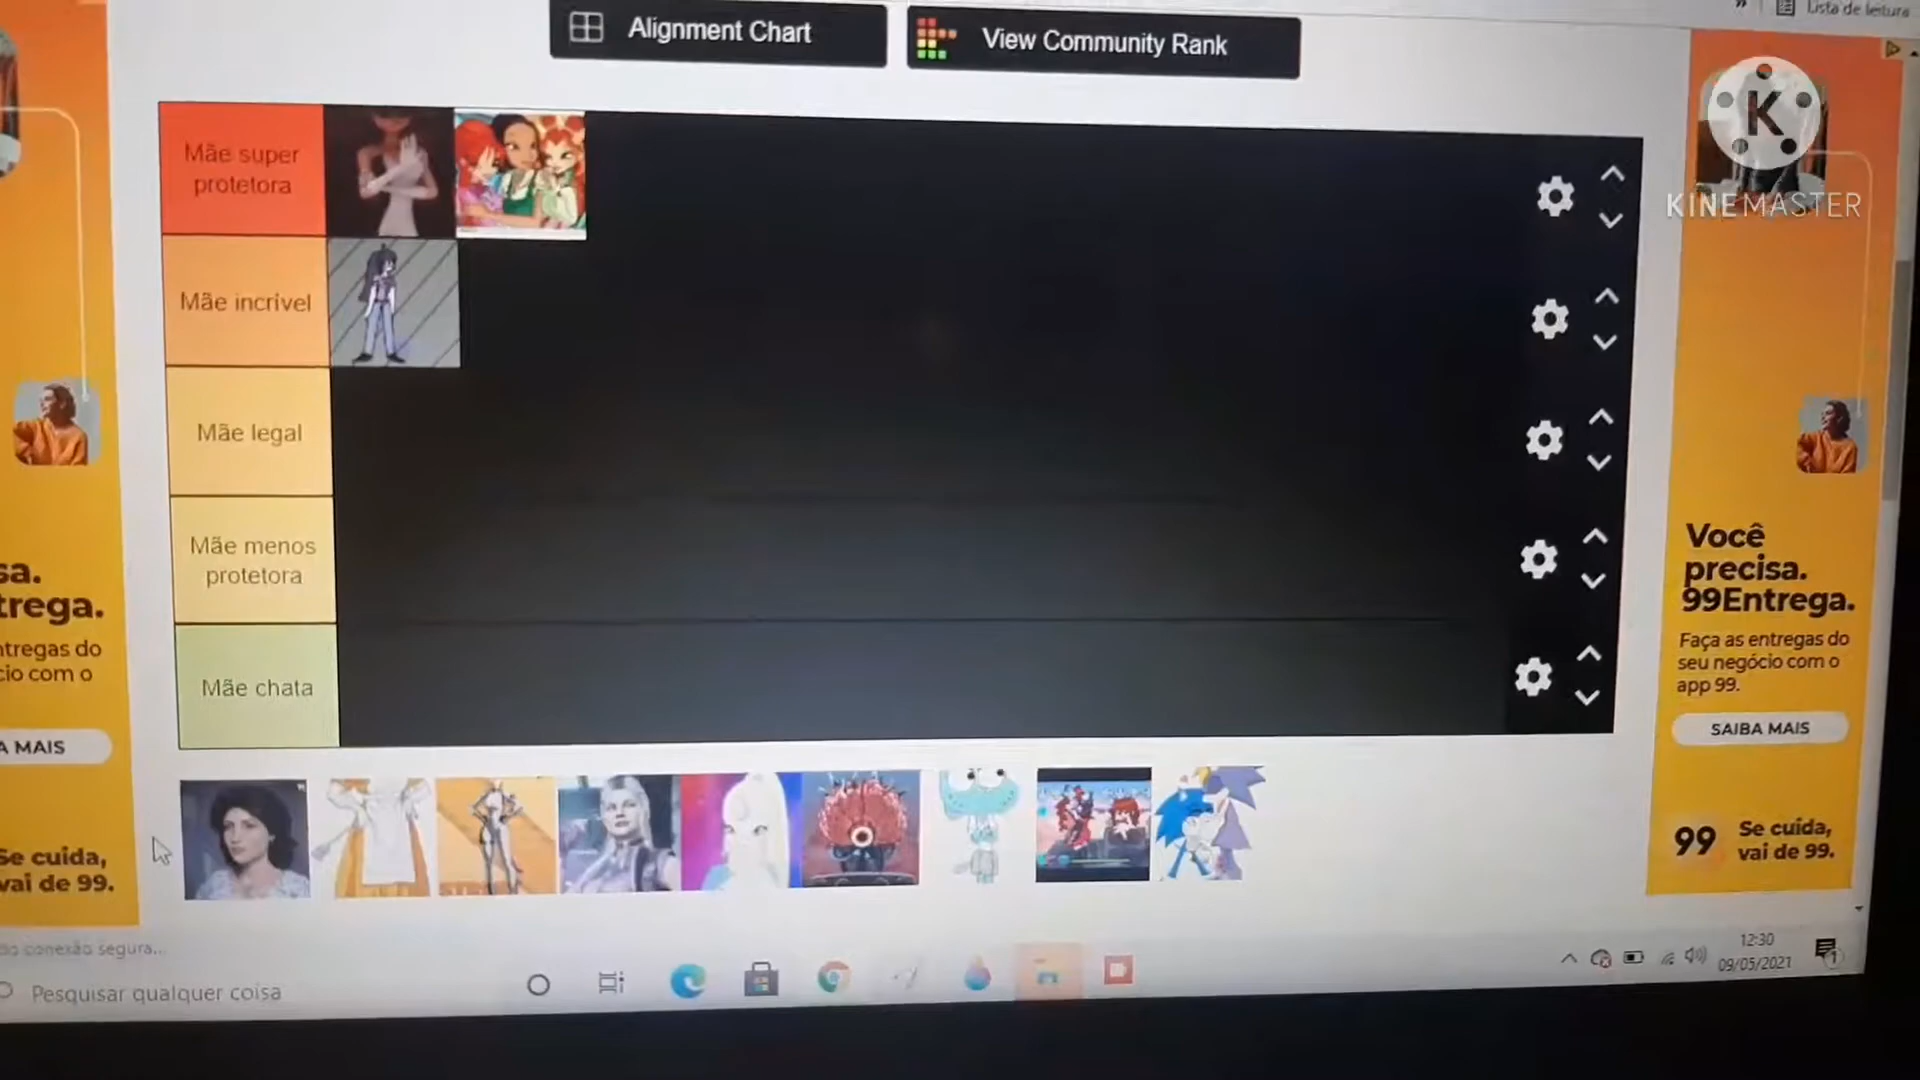 Lista de leitura
Alignment Chart
View Community Rank
K
KINEMASTER
Mãe super
protetora
Mãe incrível
Mãe legal
Mãe menos
protetora
Mãe chata
sa.
trega.
ntregas do
cio com o
A MAIS
Se cuida,
vai de 99.
Você
precisa.
99Entrega.
Faça as entregas do
seu negócio com o
app 99.
SAIBA MAIS
99
Se cuida,
vai de 99.
do conexão segura...
Pesquisar qualquer coisa
12:30
09/05/2021